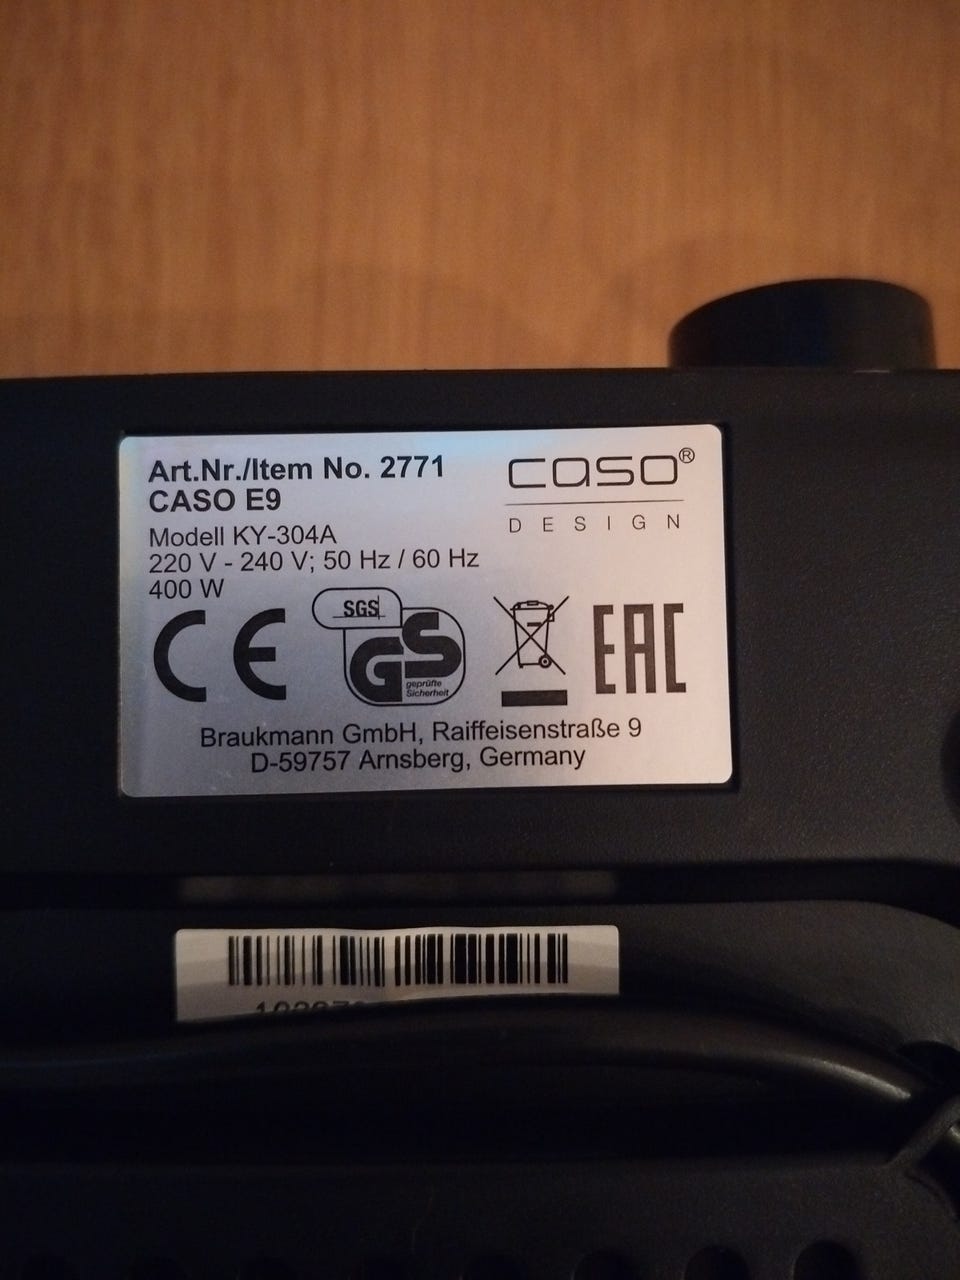 Art.Nr./Item No. 2771
CASO E9
caso®
DESIGN
Modell KY-304A
220 V - 240 V; 50 Hz / 60 Hz
400 W
CE
SGS
GS
geprüfte
Sicherheit
EAC
Braukmann GmbH, Raiffeisenstraße 9
D-59757 Arnsberg, Germany